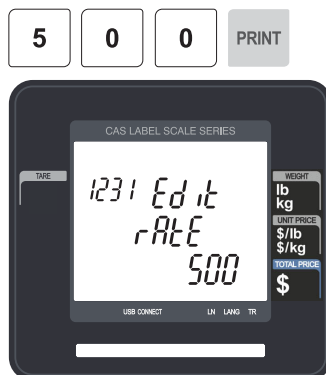 5 0 0 PRINT
CAS LABEL SCALE SERIES
TARE
1231 Edit
rAtE
500
WEIGHT
lb
kg
UNIT PRICE
$/lb
$/kg
TOTAL PRICE
$
USB CONNECT LN LANG TR